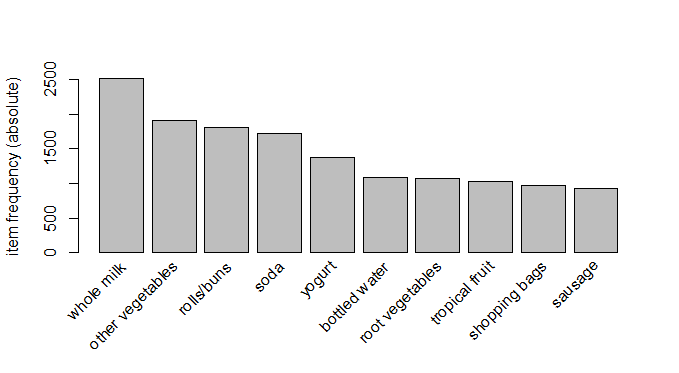 item frequency (absolute)
2500
1500
500
0
whole milk
other vegetables
rolls/buns
soda
yogurt
bottled water
root vegetables
tropical fruit
shopping bags
sausage